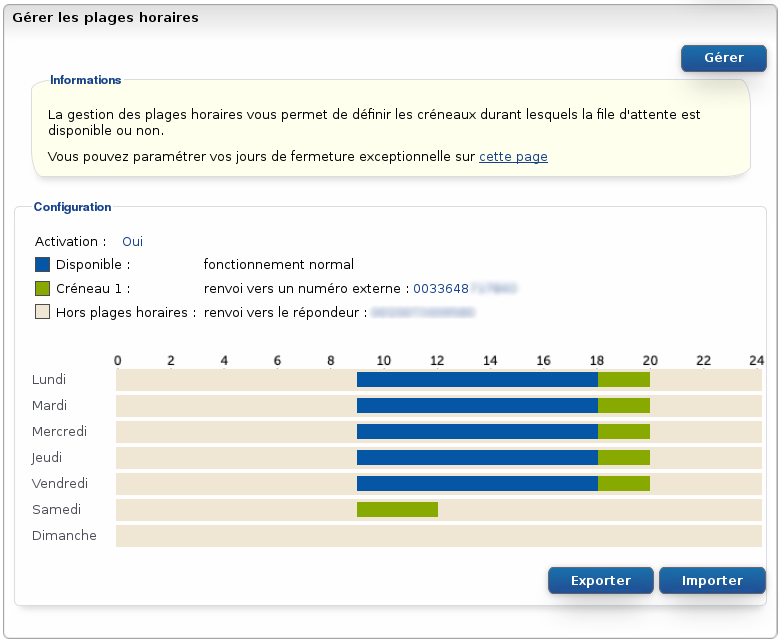 Gérer les plages horaires
Gérer
Informations
La gestion des plages horaires vous permet de définir les créneaux durant lesquels la file d'attente est
disponible ou non.
Vous pouvez paramétrer vos jours de fermeture exceptionnelle sur cette page
Configuration
Activation : Oui
Disponible : fonctionnement normal
Créneau 1 : renvoi vers un numéro externe : 0033648
Hors plages horaires : renvoi vers le répondeur :
0 2 4 6 8 10 12 14 16 18 20 22 24
Lundi
Mardi
Mercredi
Jeudi
Vendredi
Samedi
Dimanche
Exporter Importer